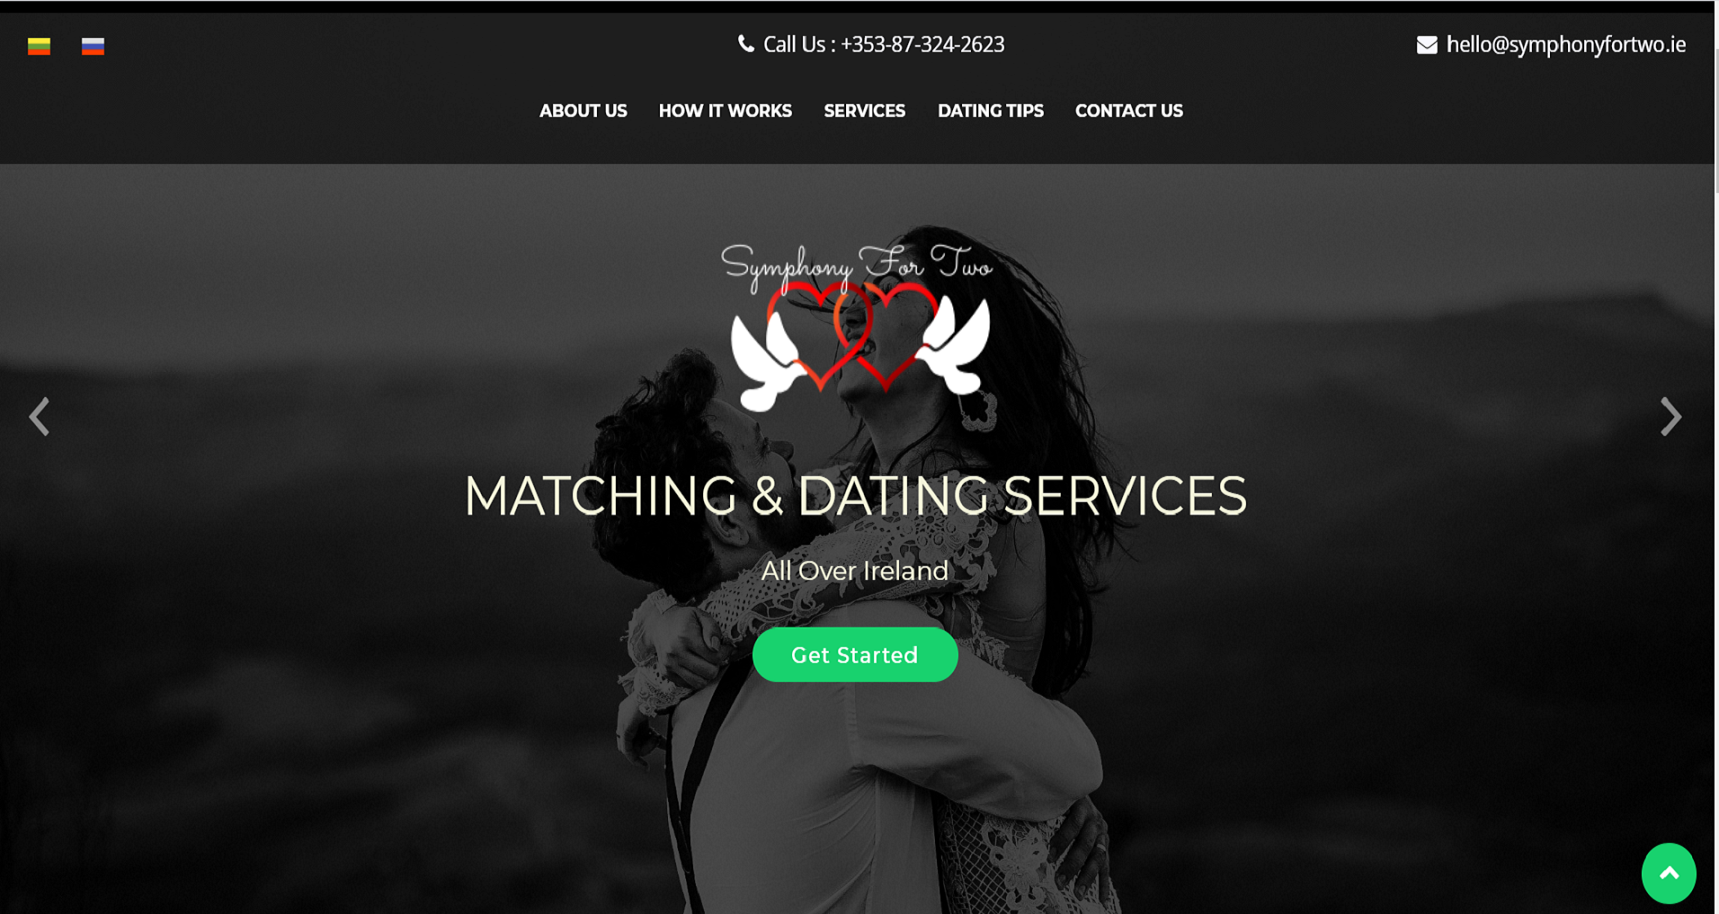 Call Us : +353-87-324-2623
hello@symphonyfortwo.ie
ABOUT US HOW IT WORKS SERVICES DATING TIPS CONTACT US
Symphony For Two
MATCHING & DATING SERVICES
All Over Ireland
Get Started